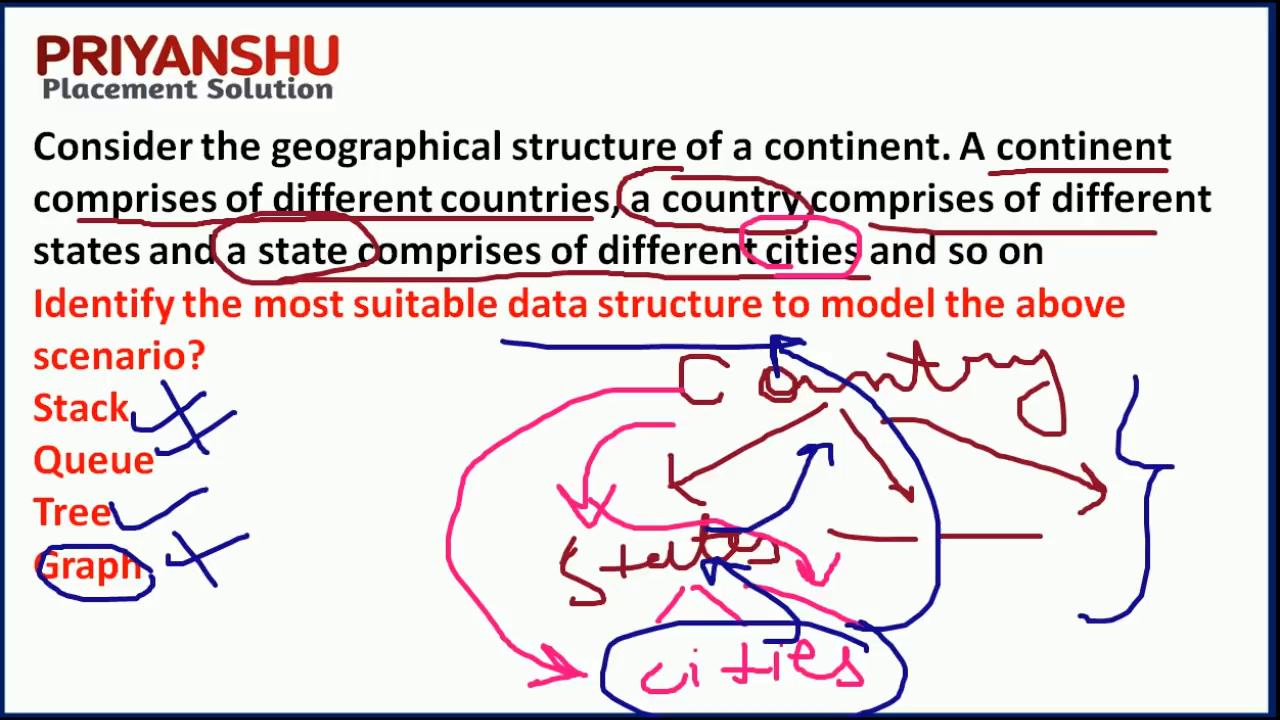 PRIYANSHU
Placement Solution
Consider the geographical structure of a continent. A continent
comprises of different countries, a country comprises of different
states and a state comprises of different cities and so on
Identify the most suitable data structure to model the above
scenario?
Stack
Queue
Tree
Graph
Country
States
cities